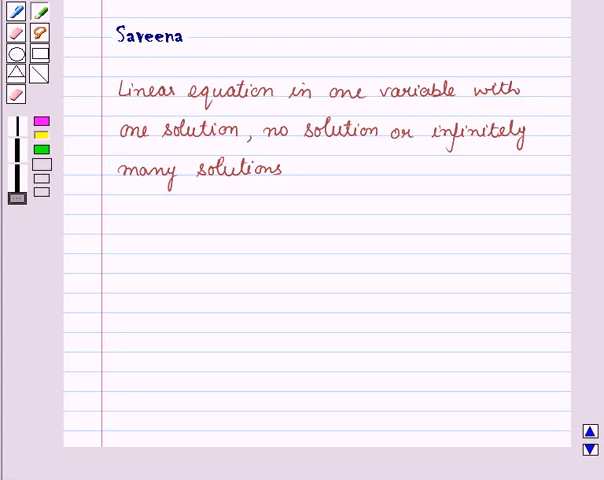 Saveena
Linear equation in one variable with
one solution, no solution or infinitely
many solutions